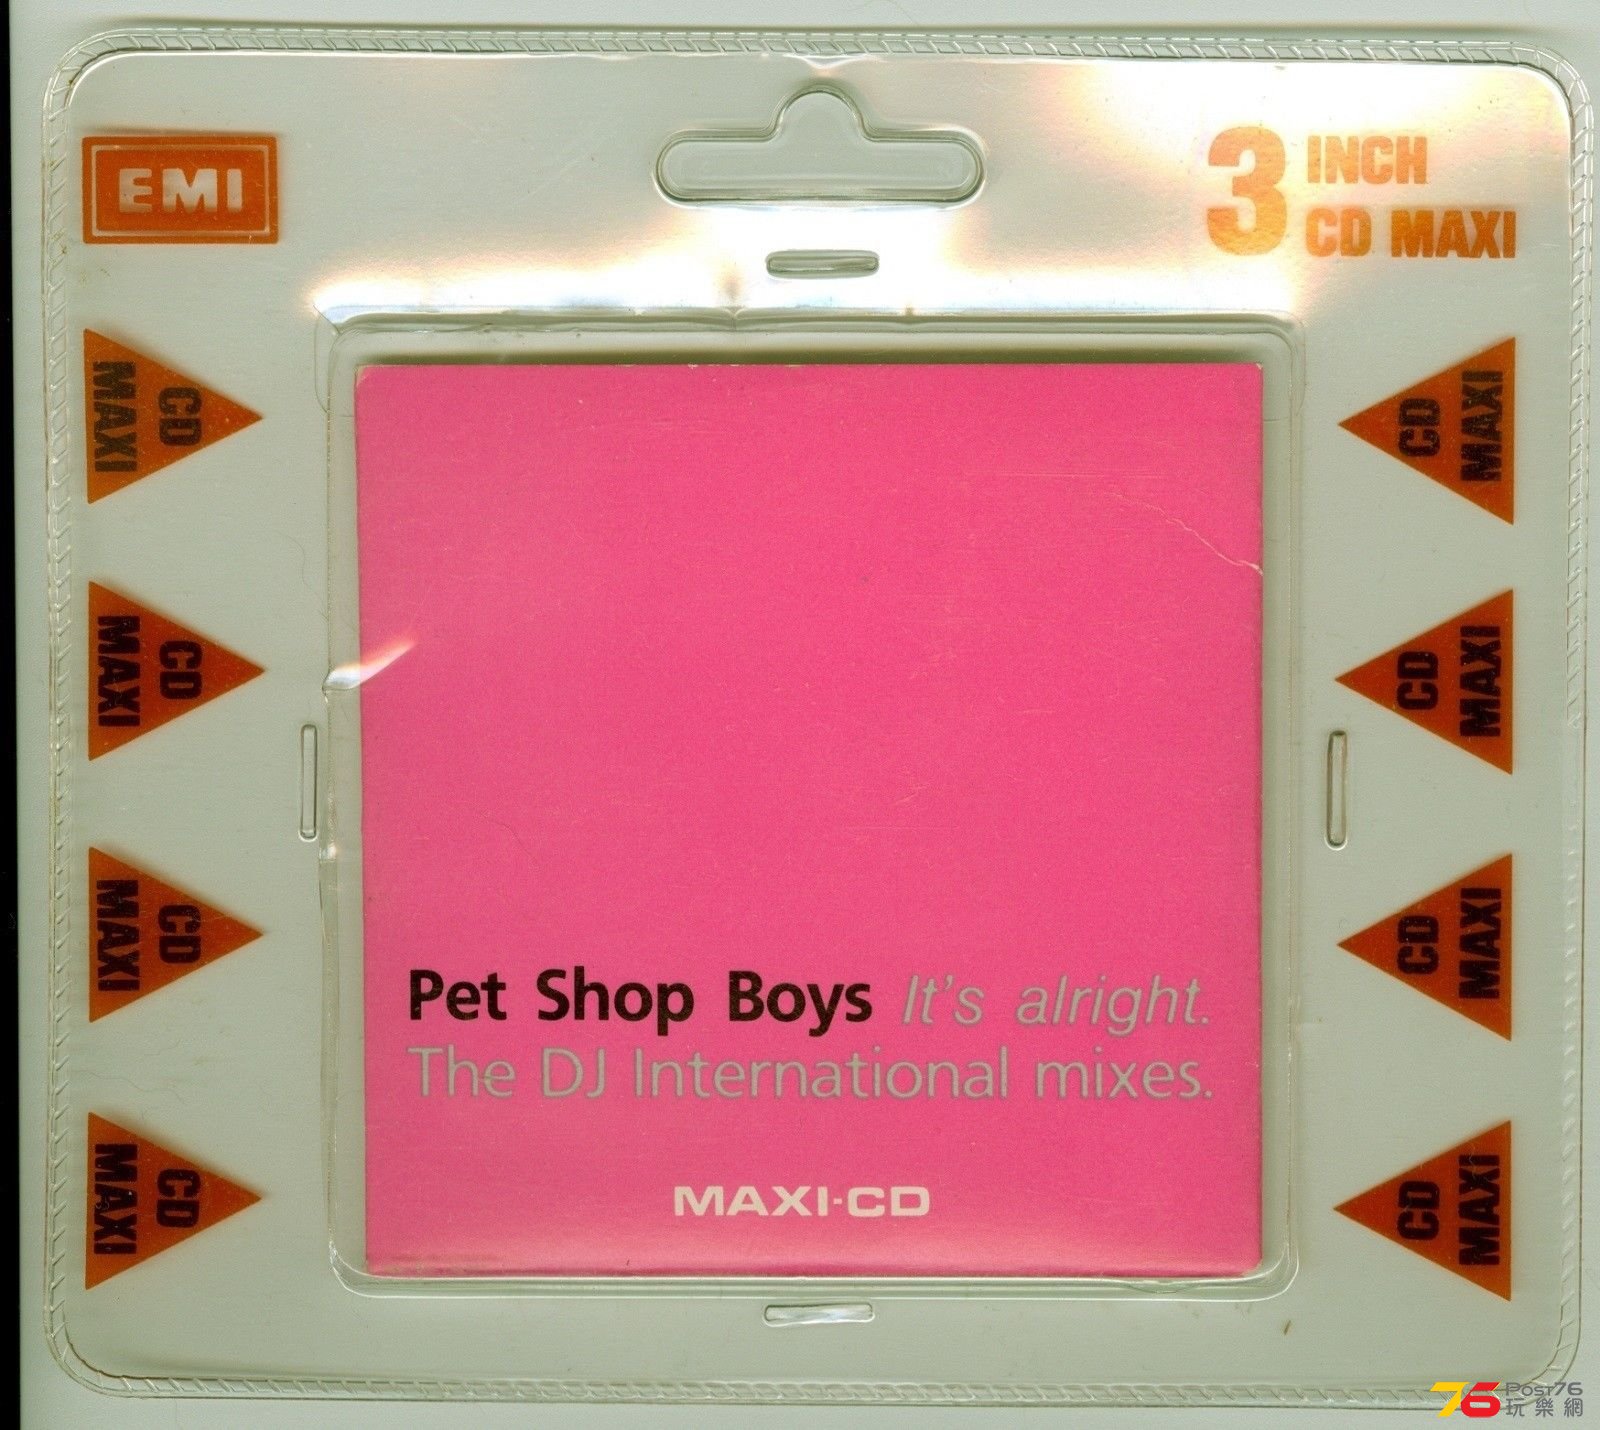 EMI
3 INCH
CD MAXI
CD
MAXI
CD
MAXI
CD
MAXI
CD
MAXI
CD
MAXI
CD
MAXI
CD
MAXI
CD
MAXI
Pet Shop Boys It's alright.
The DJ International mixes.
MAXI-CD
76 Post76
玩樂網